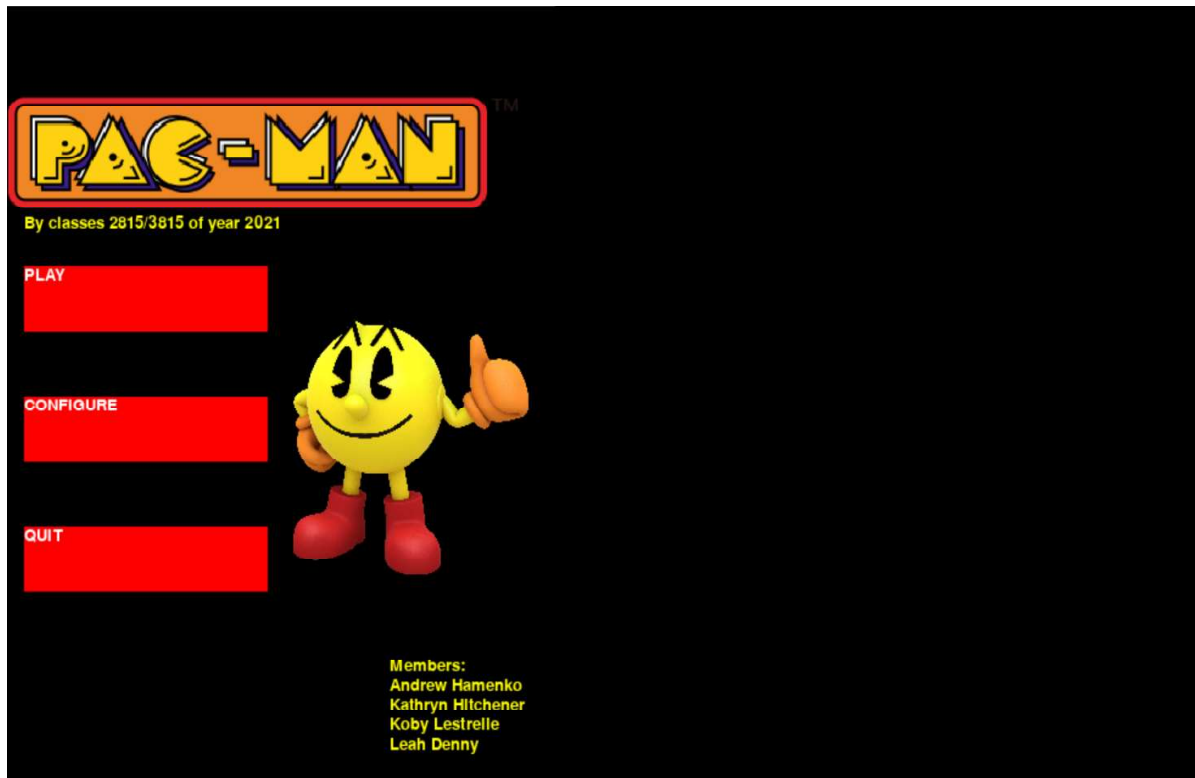 PAC-MAN TM
By classes 2815/3815 of year 2021
PLAY
CONFIGURE
QUIT
Members:
Andrew Hamenko
Kathryn HItchener
Koby Lestrelle
Leah Denny